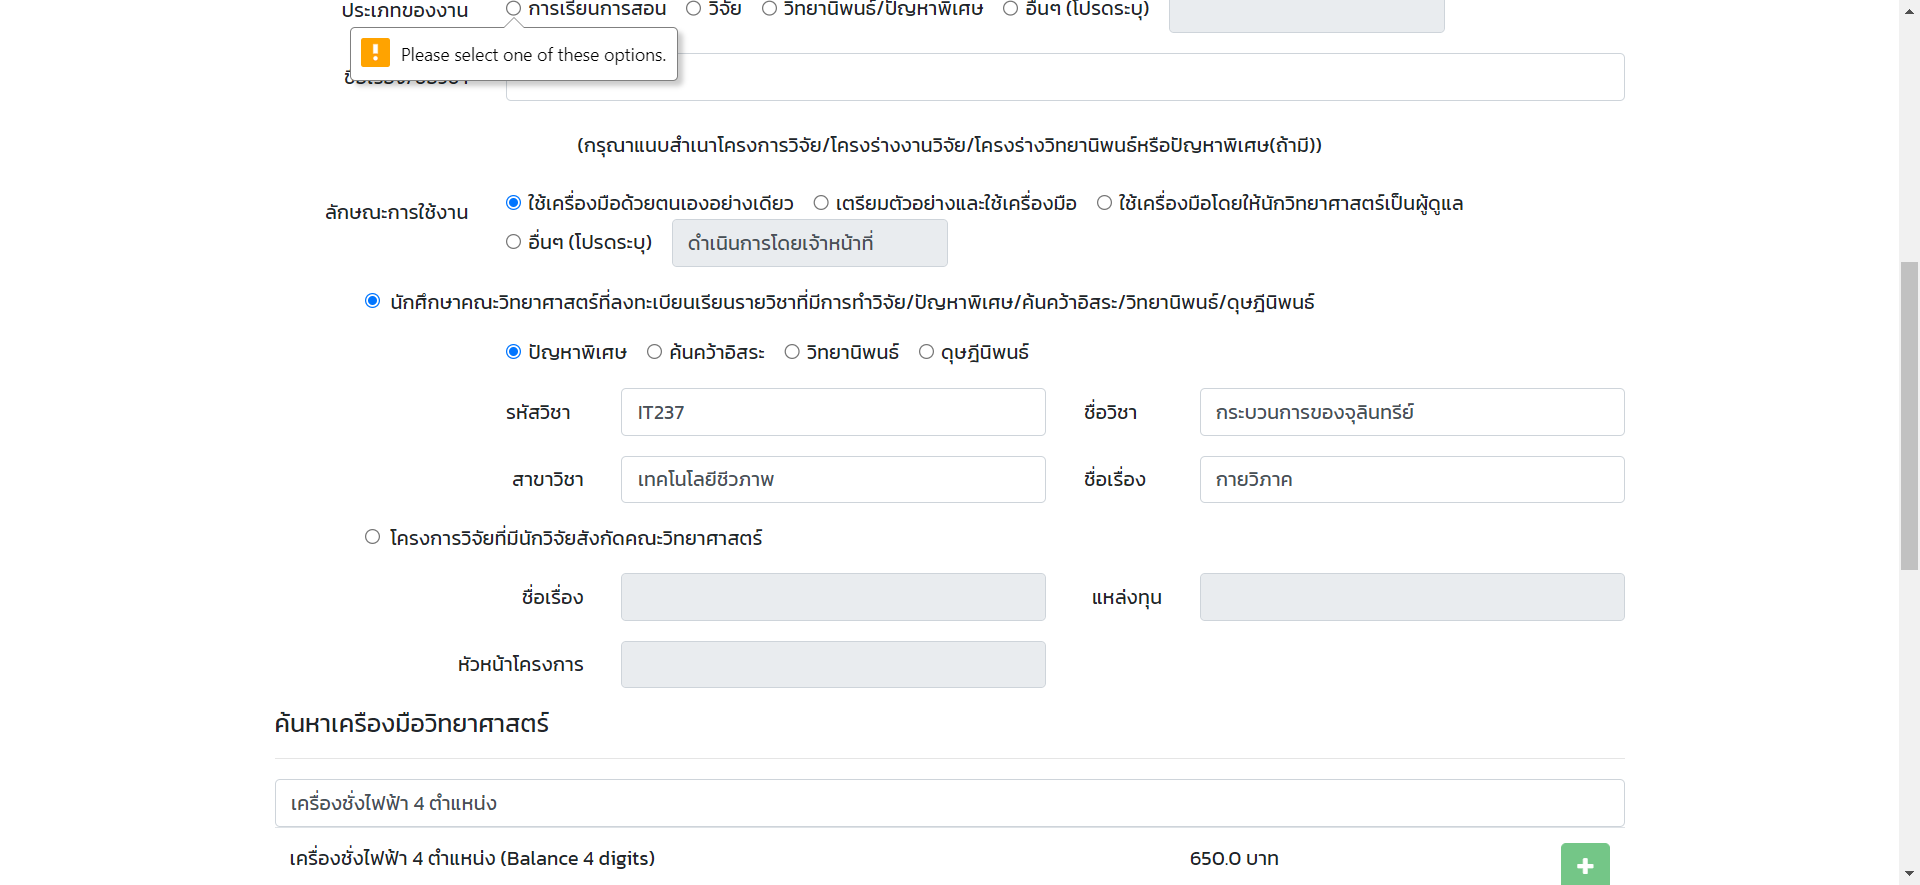 ประเภทของงาน การเรียนการสอน วิจัย วิทยานิพนธ์/ปัญหาพิเศษ อื่นๆ (โปรดระบุ)
Please select one of these options.
(กรุณาแนบสำเนาโครงการวิจัย/โครงร่างงานวิจัย/โครงร่างวิทยานิพนธ์หรือปัญหาพิเศษ(ถ้ามี))
ลักษณะการใช้งาน ใช้เครื่องมือด้วยตนเองอย่างเดียว เตรียมตัวอย่างและใช้เครื่องมือ ใช้เครื่องมือโดยให้นักวิทยาศาสตร์เป็นผู้ดูแล
อื่นๆ (โปรดระบุ) ดำเนินการโดยเจ้าหน้าที่
นักศึกษาคณะวิทยาศาสตร์ที่ลงทะเบียนเรียนรายวิชาที่มีการทำวิจัย/ปัญหาพิเศษ/ค้นคว้าอิสระ/วิทยานิพนธ์/ดุษฎีนิพนธ์
ปัญหาพิเศษ ค้นคว้าอิสระ วิทยานิพนธ์ ดุษฎีนิพนธ์
รหัสวิชา IT237 ชื่อวิชา กระบวนการของจุลินทรีย์
สาขาวิชา เทคโนโลยีชีวภาพ ชื่อเรื่อง กายวิภาค
โครงการวิจัยที่มีนักวิจัยสังกัดคณะวิทยาศาสตร์
ชื่อเรื่อง แหล่งทุน
หัวหน้าโครงการ
ค้นหาเครืองมือวิทยาศาสตร์
เครื่องชั่งไฟฟ้า 4 ตำแหน่ง
เครื่องชั่งไฟฟ้า 4 ตำแหน่ง (Balance 4 digits) 650.0 บาท